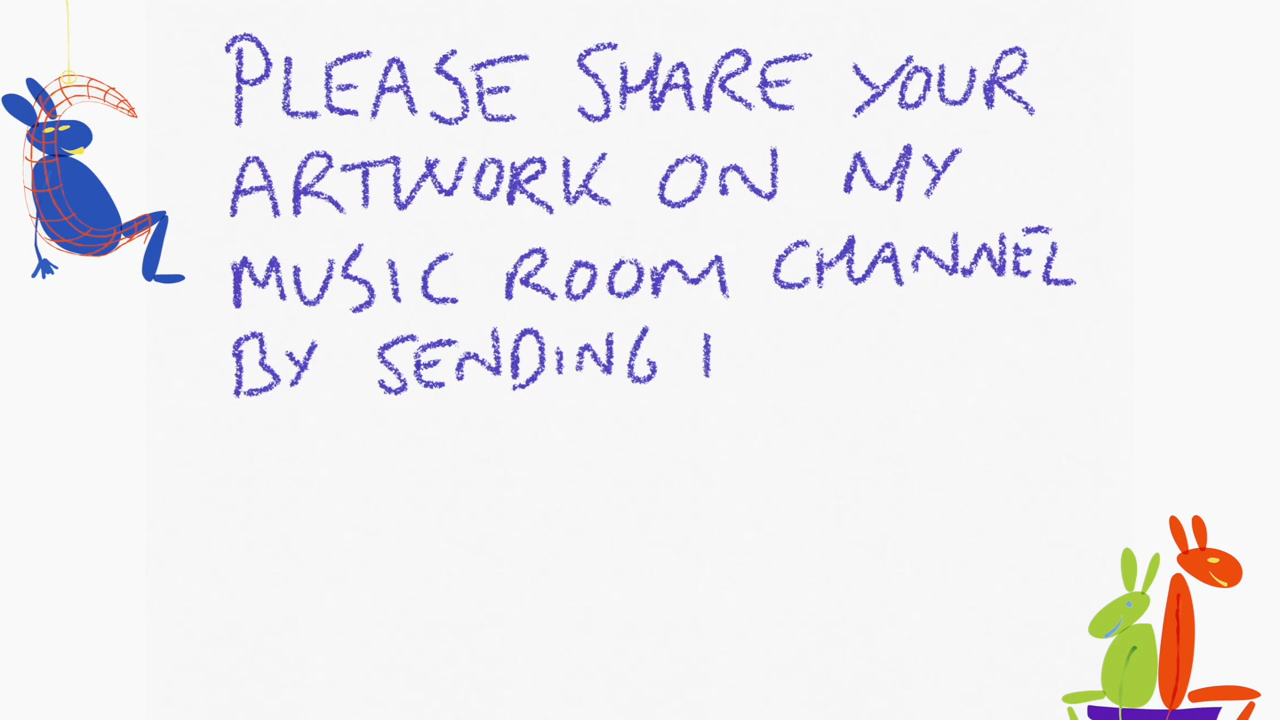 PLEASE SHARE YOUR
ARTWORK ON MY
MUSIC ROOM CHANNEL
BY SENDING I